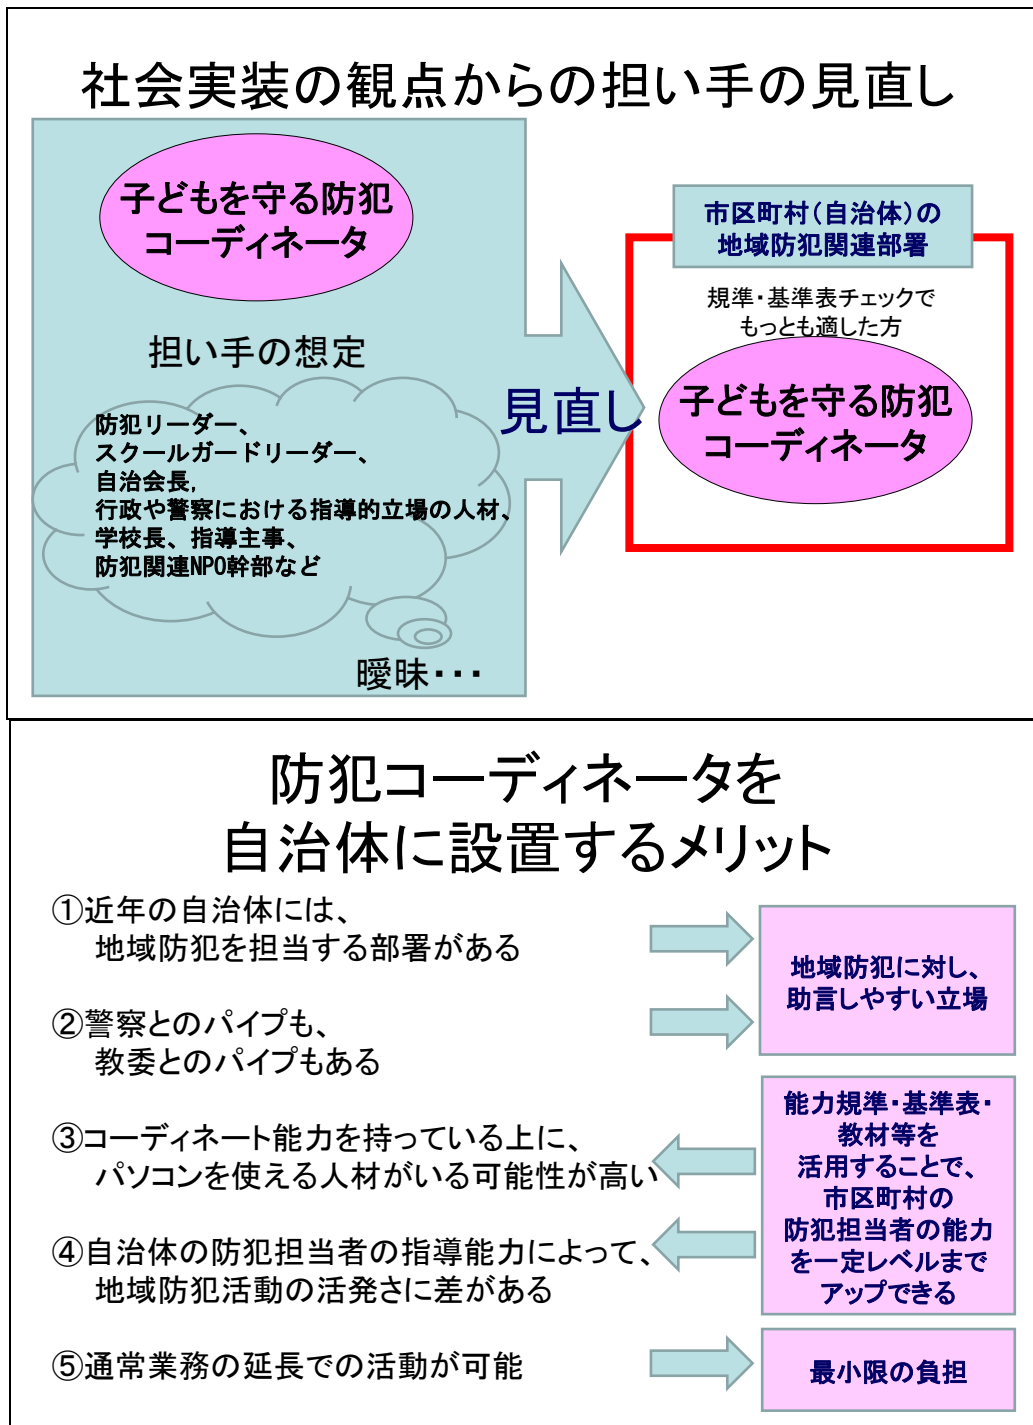 社会実装の観点からの担い手の見直し
子どもを守る防犯
コーディネータ
担い手の想定
防犯リーダー、
スクールガードリーダー、
自治会長,
行政や警察における指導的立場の人材、
学校長、指導主事、
防犯関連NPO幹部など
曖昧・・・
見直し
市区町村(自治体)の
地域防犯関連部署
規準・基準表チェックで
もっとも適した方
子どもを守る防犯
コーディネータ
防犯コーディネータを
自治体に設置するメリット
①近年の自治体には、
地域防犯を担当する部署がある
②警察とのパイプも、
教委とのパイプもある
地域防犯に対し、
助言しやすい立場
③コーディネート能力を持っている上に、
パソコンを使える人材がいる可能性が高い
④自治体の防犯担当者の指導能力によって、
地域防犯活動の活発さに差がある
能力規準・基準表・
教材等を
活用することで、
市区町村の
防犯担当者の能力
を一定レベルまで
アップできる
⑤通常業務の延長での活動が可能
最小限の負担